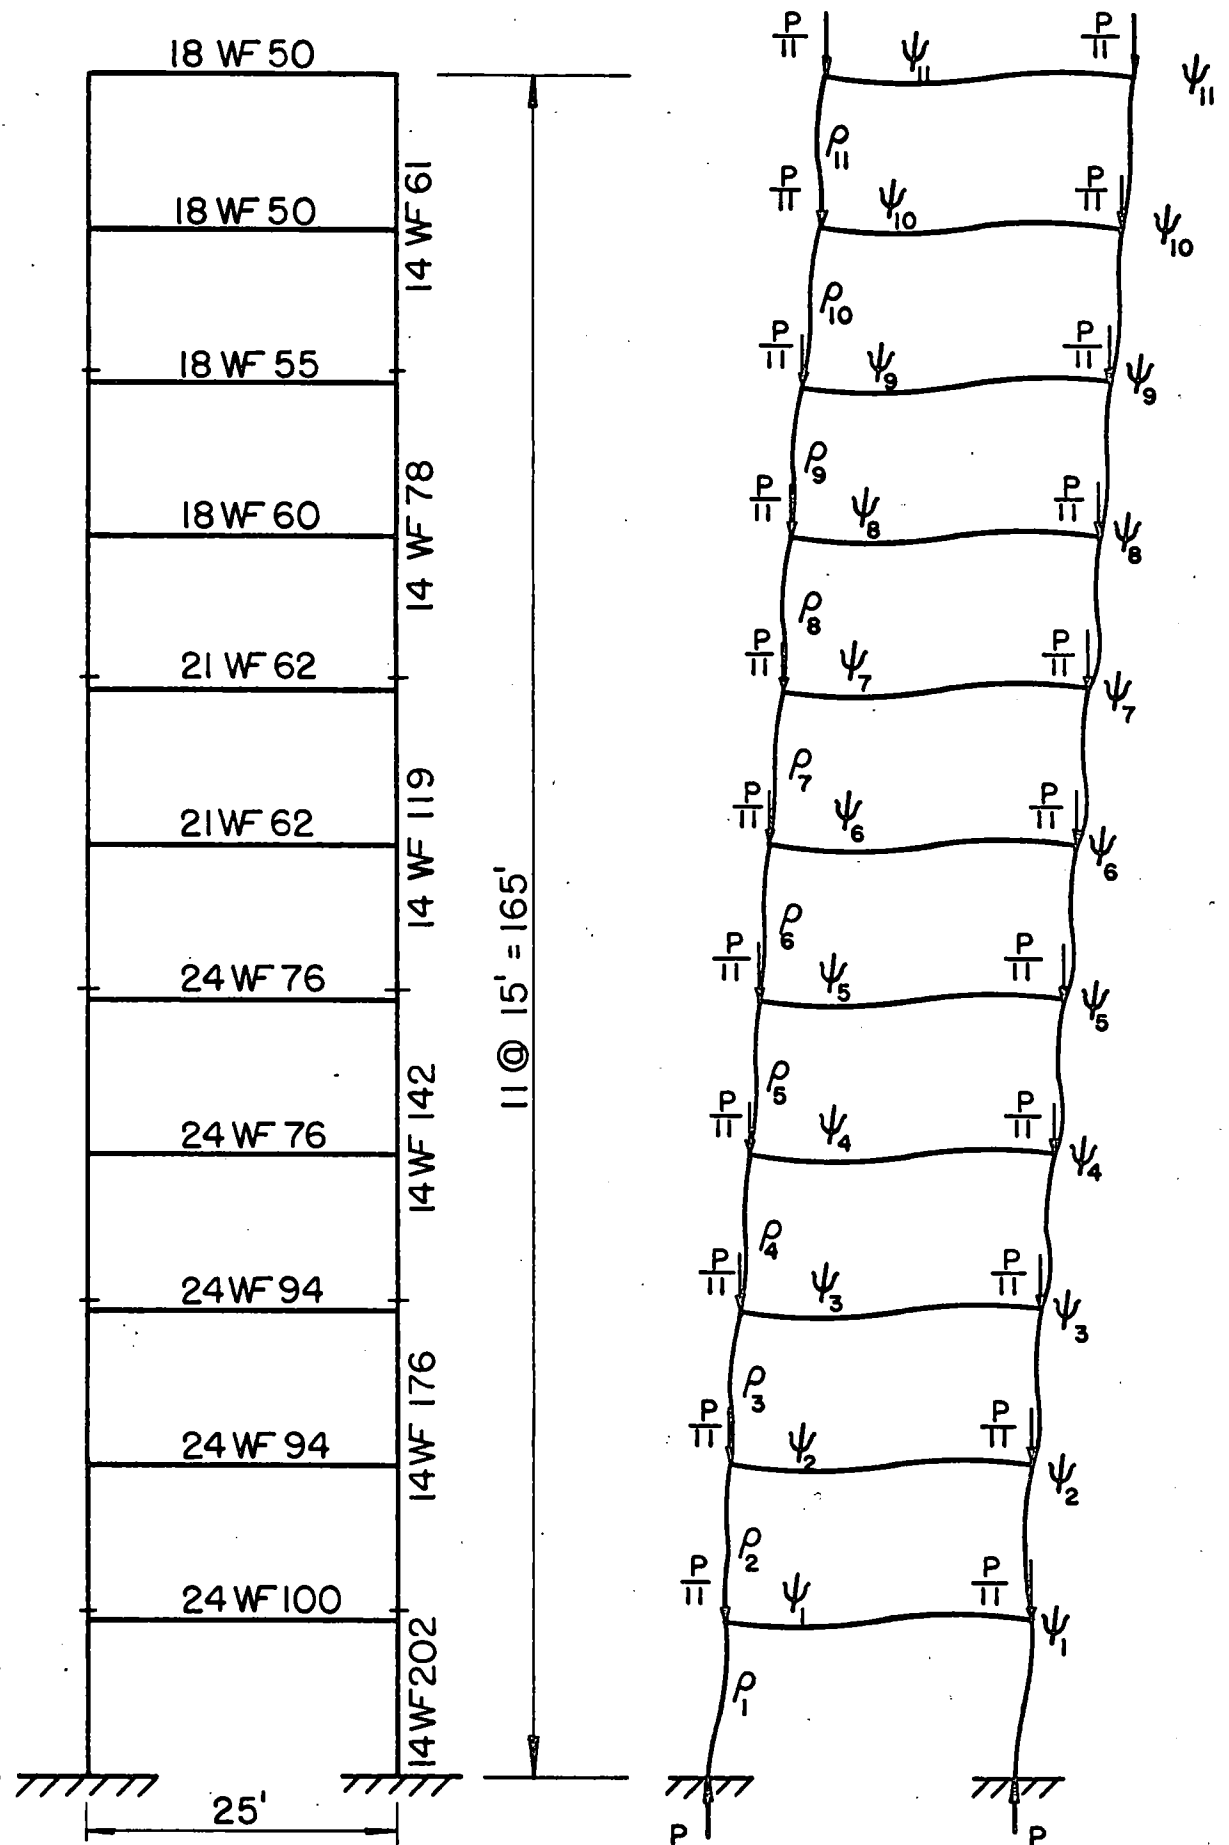 18 WF 50
18 WF 50
18 WF 55
18 WF 60
21 WF 62
21 WF 62
24 WF 76
24 WF 76
24 WF 94
24 WF 94
24 WF 100
14 WF 61
14 WF 78
14 WF 119
14 WF 142
14 WF 176
14 WF 202
25'
11 @ 15' = 165'
P/11 ψ11 P/11 ψ11
ρ11
P/11 ψ10 P/11 ψ10
ρ10
P/11 ψ9 P/11 ψ9
ρ9
P/11 ψ8 P/11 ψ8
ρ8
P/11 ψ7 P/11 ψ7
ρ7
P/11 ψ6 P/11 ψ6
ρ6
P/11 ψ5 P/11 ψ5
ρ5
P/11 ψ4 P/11 ψ4
ρ4
P/11 ψ3 P/11 ψ3
ρ3
P/11 ψ2 P/11 ψ2
ρ2
P/11 ψ1 P/11 ψ1
ρ1
P P